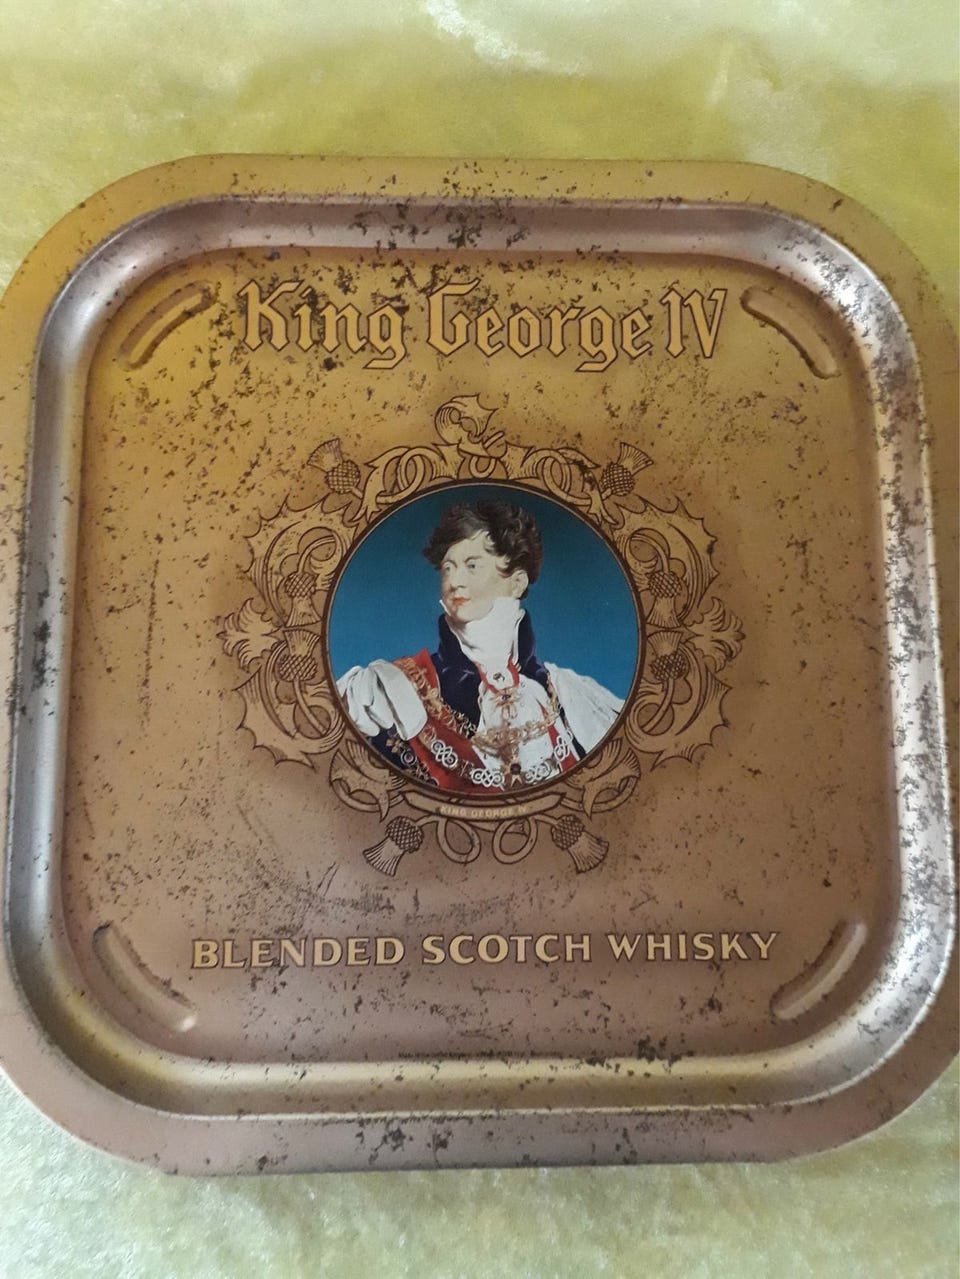 King George IV
KING GEORGE IV
BLENDED SCOTCH WHISKY